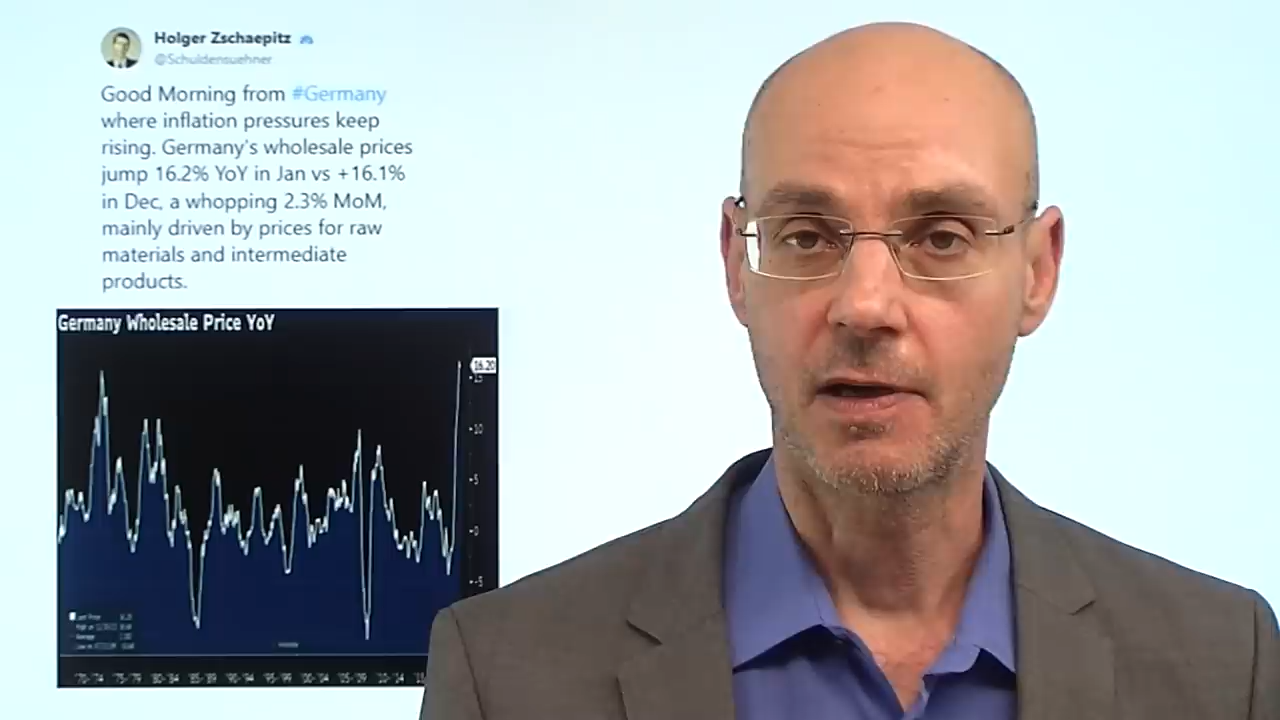 Holger Zschaepitz
@Schuldensuehner
Good Morning from #Germany
where inflation pressures keep
rising. Germany's wholesale prices
jump 16.2% YoY in Jan vs +16.1%
in Dec, a whopping 2.3% MoM,
mainly driven by prices for raw
materials and intermediate
products.
Germany Wholesale Price YoY
16.20
15
10
5
0
-5
Last Price
Average
'70-'74 '75-'79 '80-'84 '85-'89 '90-'94 '95-'99 '00-'04 '05-'09 '10-'14